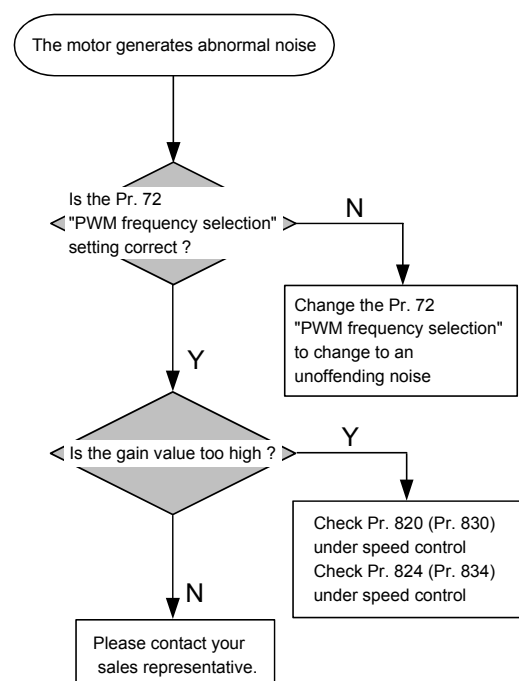 The motor generates abnormal noise
Is the Pr. 72
"PWM frequency selection"
setting correct ?
N
Change the Pr. 72
"PWM frequency selection"
to change to an
unoffending noise
Y
Is the gain value too high ?
Y
Check Pr. 820 (Pr. 830)
under speed control
Check Pr. 824 (Pr. 834)
under speed control
N
Please contact your
sales representative.